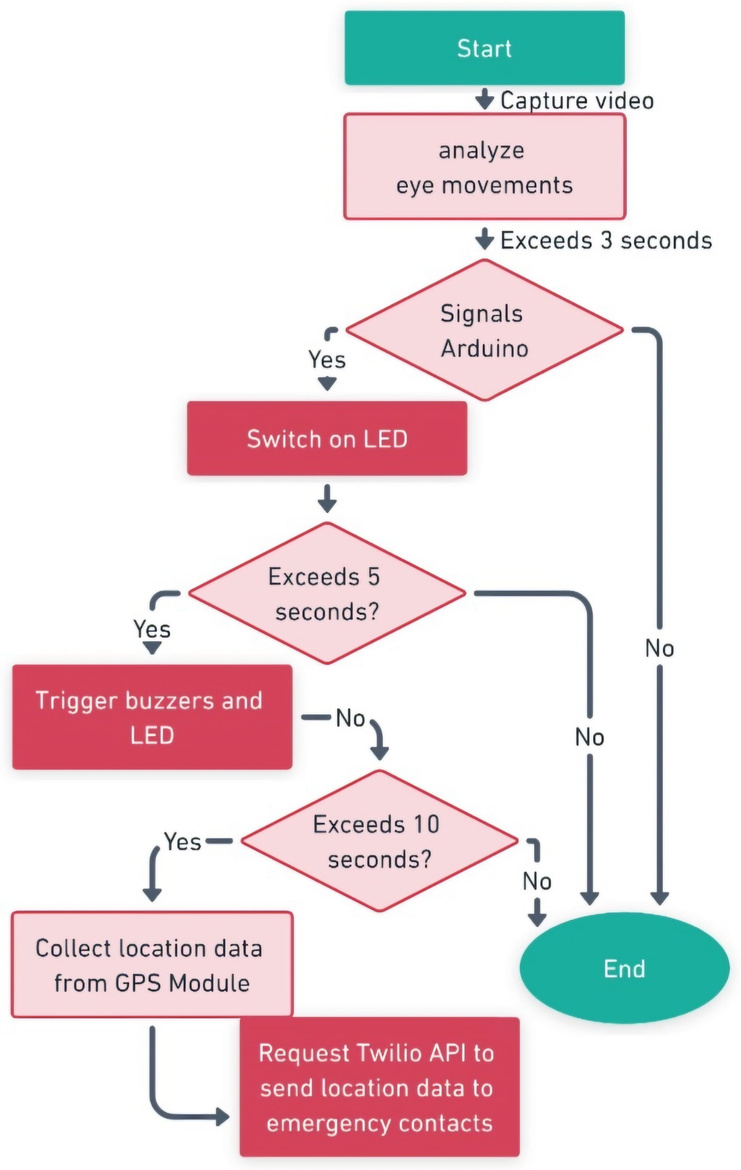 Start
Capture video
analyze
eye movements
Exceeds 3 seconds
Signals
Arduino
Yes
Switch on LED
Exceeds 5
seconds?
Yes
No
Trigger buzzers and
LED
No
No
Exceeds 10
seconds?
Yes
No
Collect location data
from GPS Module
End
Request Twilio API to
send location data to
emergency contacts